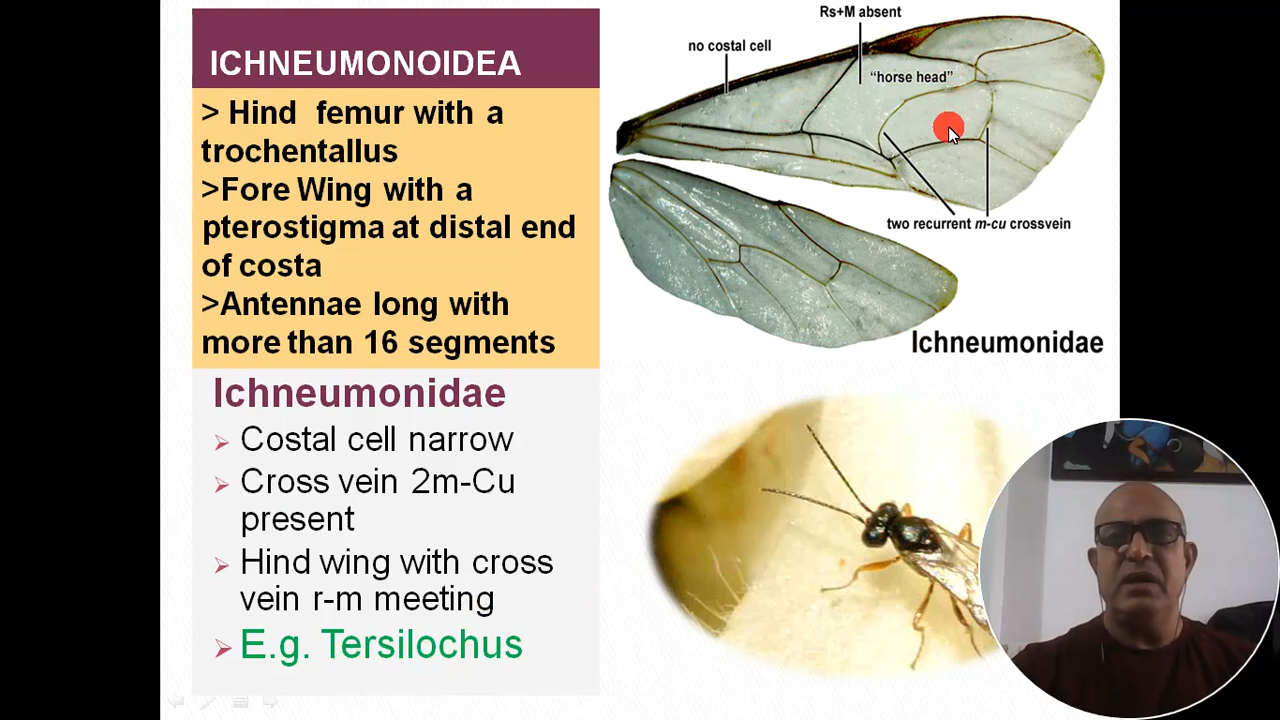 ICHNEUMONOIDEA
> Hind femur with a
trochentallus
>Fore Wing with a
pterostigma at distal end
of costa
>Antennae long with
more than 16 segments
Ichneumonidae
Costal cell narrow
Cross vein 2m-Cu
present
Hind wing with cross
vein r-m meeting
E.g. Tersilochus
Rs+M absent
no costal cell
“horse head”
two recurrent m-cu crossvein
Ichneumonidae